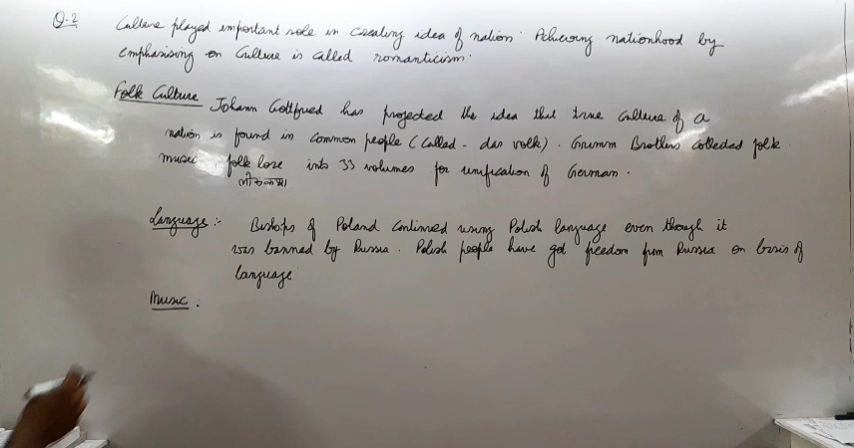 Q.2 Culture played important role in creating idea of nation. Achieving nationhood by
emphasising on Culture is called romanticism.
Folk Culture Johann Gottfried has projected the idea that true culture of a
nation is found in common people (Called - das volk). Grimm Brothers collected folk
music, folk lore into 33 volumes for unification of German.
लोककथा
Language:- Bishops of Poland continued using Polish language even though it
was banned by Russia. Polish people have got freedom from Russia on basis of
language
Music :